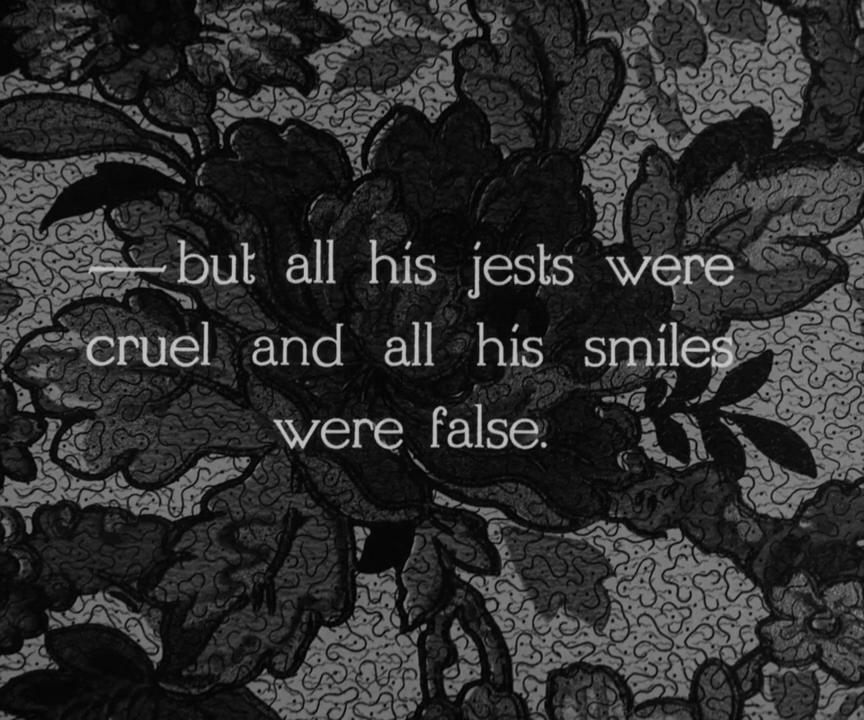 —but all his jests were
cruel and all his smiles
were false.